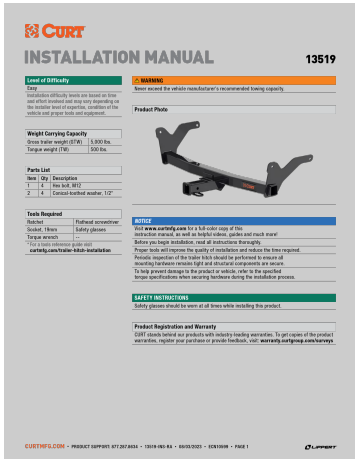 CURT
INSTALLATION MANUAL
13519
Level of Difficulty
Easy
Installation difficulty levels are based on time
and effort involved and may vary depending on
the installer level of expertise, condition of the
vehicle and proper tools and equipment.
Weight Carrying Capacity
Gross trailer weight (GTW) 5,000 lbs.
Tongue weight (TW) 500 lbs.
Parts List
Item Qty Description
1 4 Hex bolt, M12
2 4 Conical-toothed washer, 1/2"
Tools Required
Ratchet Flathead screwdriver
Socket, 19mm Safety glasses
Torque wrench --
* For a tools reference guide visit
curtmfg.com/trailer-hitch-installation
WARNING
Never exceed the vehicle manufacturer's recommended towing capacity.
Product Photo
NOTICE
Visit www.curtmfg.com for a full-color copy of this
instruction manual, as well as helpful videos, guides and much more!
Before you begin installation, read all instructions thoroughly.
Proper tools will improve the quality of installation and reduce the time required.
Periodic inspection of the trailer hitch should be performed to ensure all
mounting hardware remains tight and structural components are secure.
To help prevent damage to the product or vehicle, refer to the specified
torque specifications when securing hardware during the installation process.
SAFETY INSTRUCTIONS
Safety glasses should be worn at all times while installing this product.
Product Registration and Warranty
CURT stands behind our products with industry-leading warranties. To get copies of the product
warranties, register your purchase or provide feedback, visit: warranty.curtgroup.com/surveys
CURTMFG.COM • PRODUCT SUPPORT: 877.287.8634 • 13519-INS-RA • 08/03/2023 • ECN16599 • PAGE 1
LIPPERT